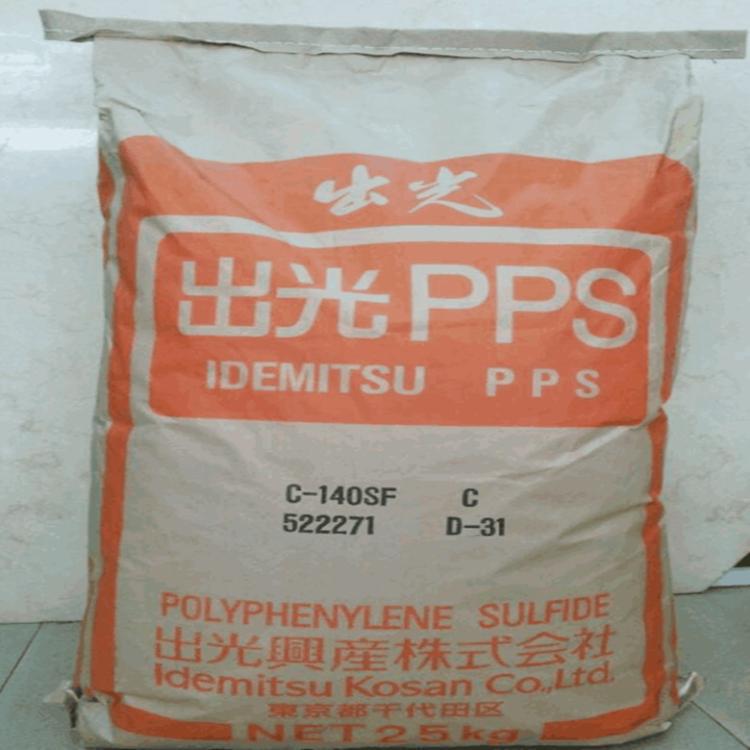 出光
出光PPS
IDEMITSU PPS
C-140SF C
522271 D-31
POLYPHENYLENE SULFIDE
出光興産株式会社
Idemitsu Kosan Co.,Ltd.
東京都千代田区
NET 25kg